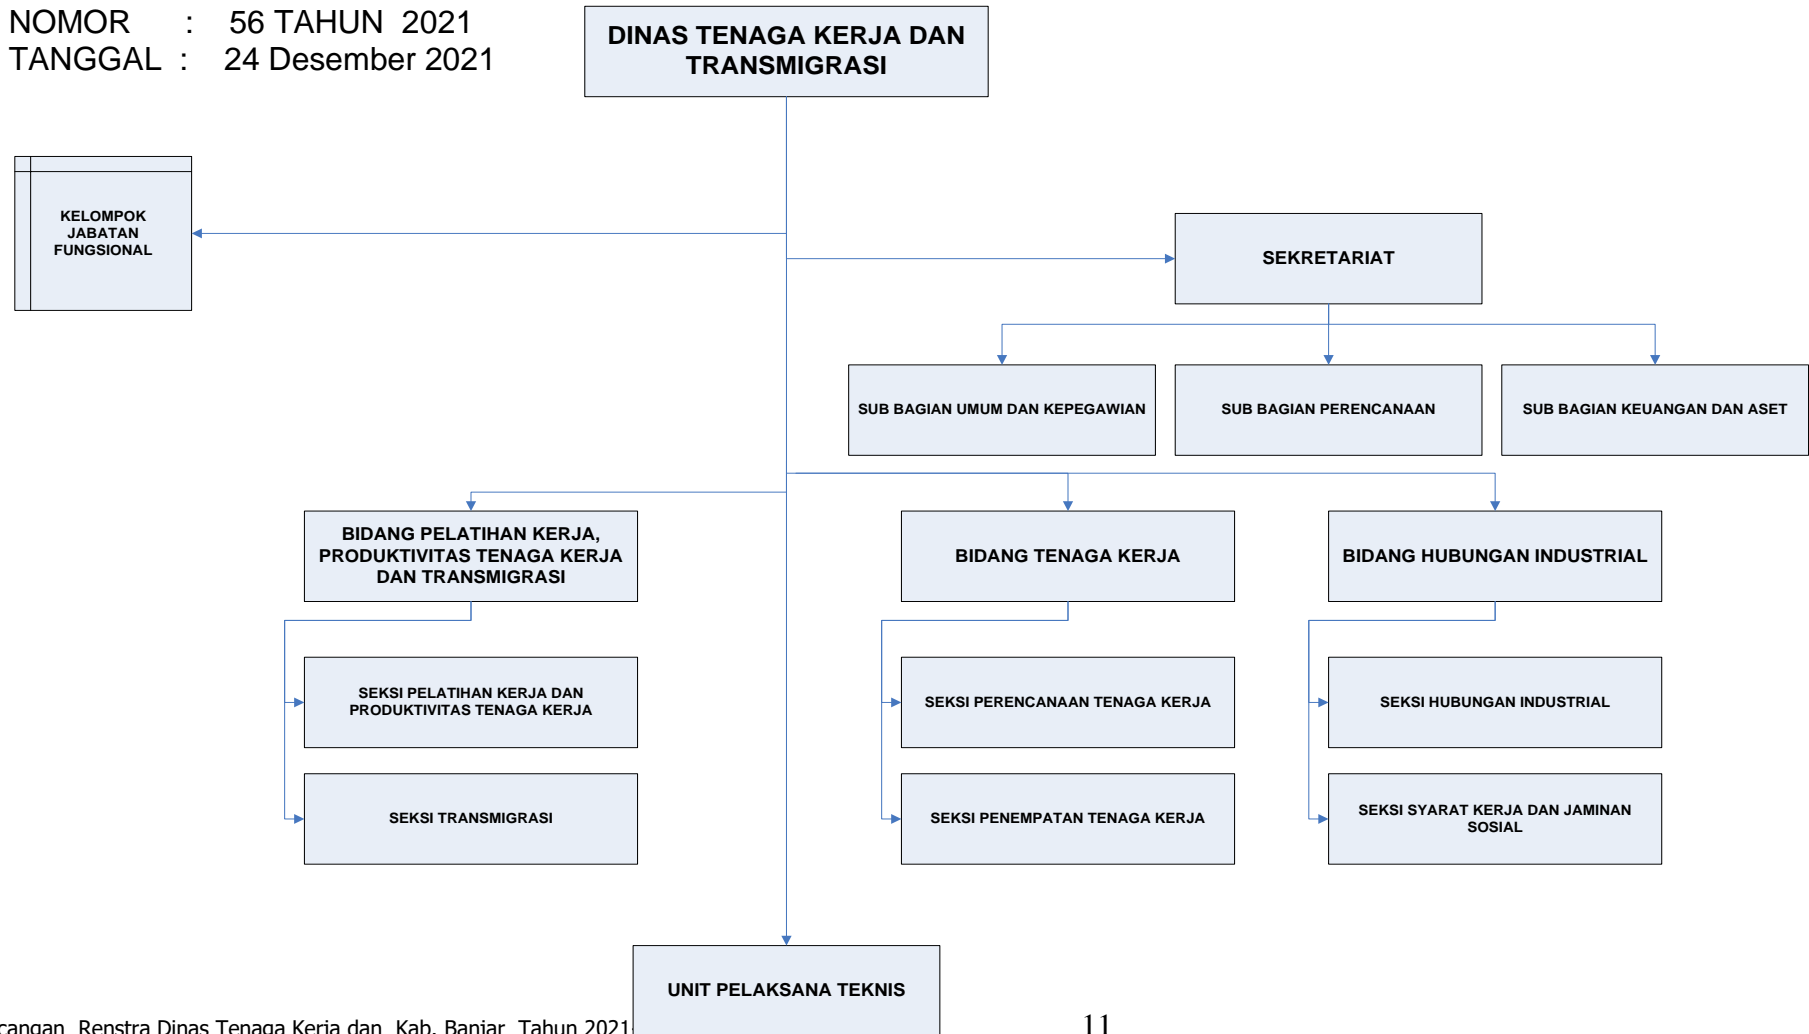 NOMOR : 56 TAHUN 2021
TANGGAL : 24 Desember 2021
DINAS TENAGA KERJA DAN
TRANSMIGRASI
KELOMPOK
JABATAN
FUNGSIONAL
SEKRETARIAT
SUB BAGIAN UMUM DAN KEPEGAWIAN
SUB BAGIAN PERENCANAAN
SUB BAGIAN KEUANGAN DAN ASET
BIDANG PELATIHAN KERJA,
PRODUKTIVITAS TENAGA KERJA
DAN TRANSMIGRASI
BIDANG TENAGA KERJA
BIDANG HUBUNGAN INDUSTRIAL
SEKSI PELATIHAN KERJA DAN
PRODUKTIVITAS TENAGA KERJA
SEKSI PERENCANAAN TENAGA KERJA
SEKSI HUBUNGAN INDUSTRIAL
SEKSI TRANSMIGRASI
SEKSI PENEMPATAN TENAGA KERJA
SEKSI SYARAT KERJA DAN JAMINAN
SOSIAL
UNIT PELAKSANA TEKNIS
Renstra Dinas Tenaga Kerja dan Kab. Banjar Tahun 2021
11